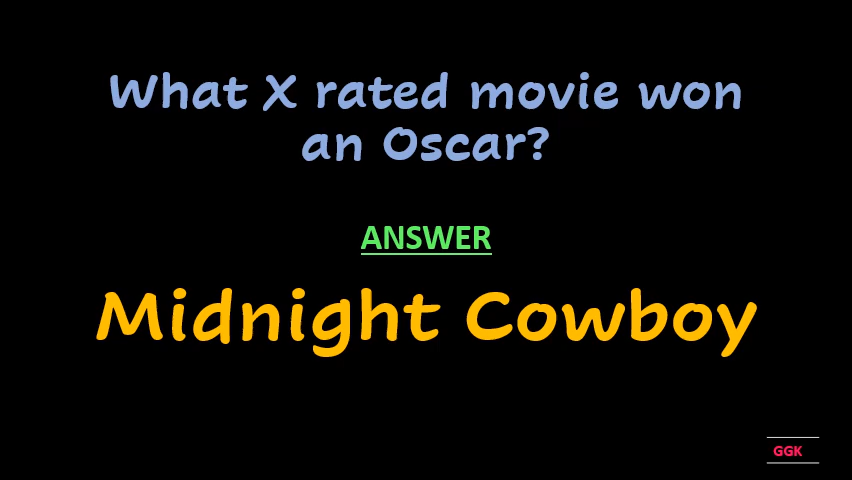 What X rated movie won
an Oscar?
ANSWER
Midnight Cowboy
GGK